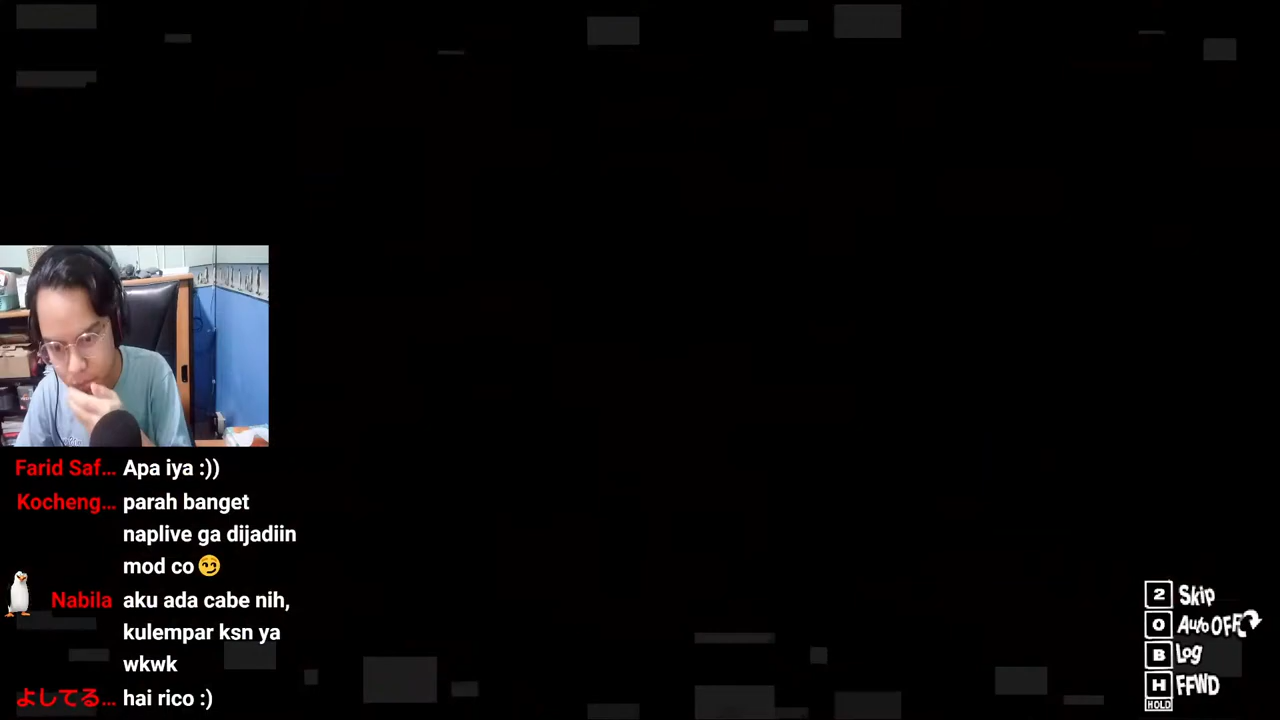 Farid Saf… Apa iya :))
Kocheng… parah banget
naplive ga dijadiin
mod co😏
Nabila aku ada cabe nih,
kulempar ksn ya
wkwk
よしてる… hai rico :)
2 Skip
O Auto OFF
B Log
H FFWD
HOLD